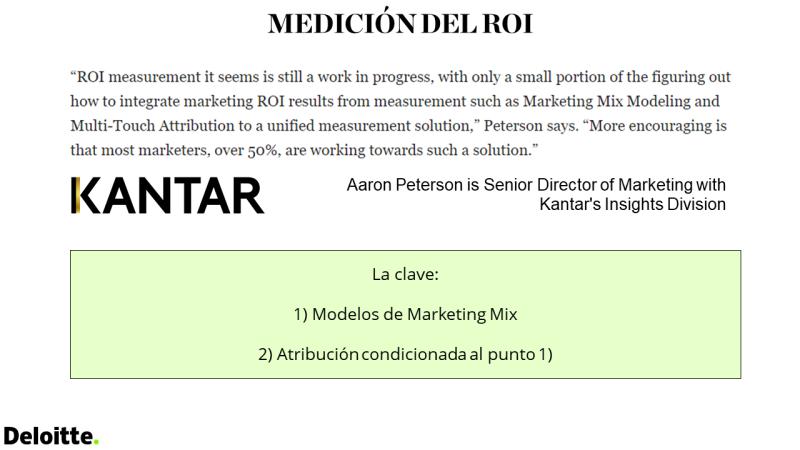 MEDICIÓN DEL ROI
“ROI measurement it seems is still a work in progress, with only a small portion of the figuring out
how to integrate marketing ROI results from measurement such as Marketing Mix Modeling and
Multi-Touch Attribution to a unified measurement solution,” Peterson says. “More encouraging is
that most marketers, over 50%, are working towards such a solution.”
KANTAR
Aaron Peterson is Senior Director of Marketing with
Kantar's Insights Division
La clave:
1) Modelos de Marketing Mix
2) Atribución condicionada al punto 1)
Deloitte.